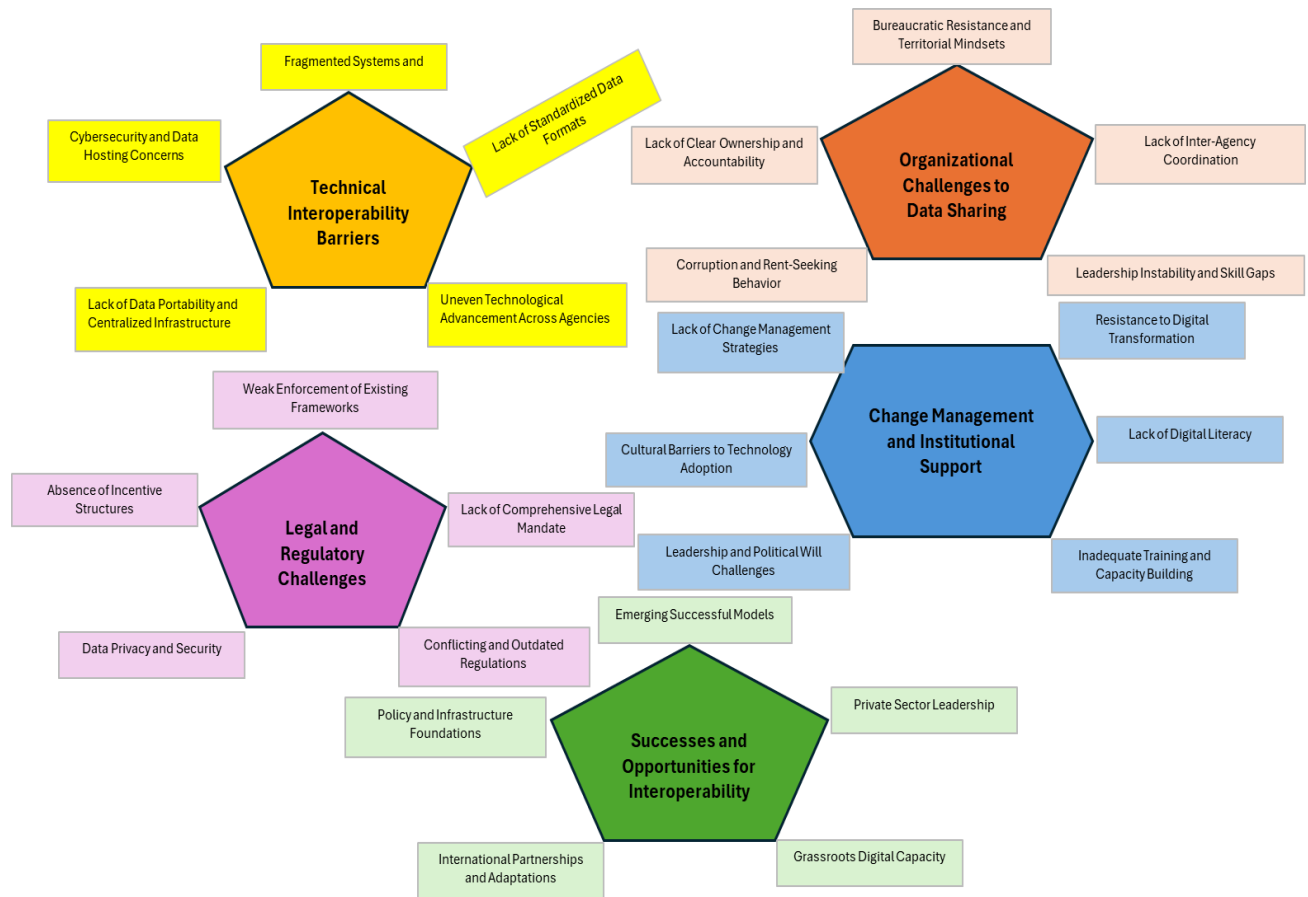 Fragmented Systems and
Cybersecurity and Data
Hosting Concerns
Lack of Standardized Data
Formats
Technical
Interoperability
Barriers
Lack of Data Portability and
Centralized Infrastructure
Uneven Technological
Advancement Across Agencies
Bureaucratic Resistance and
Territorial Mindsets
Lack of Clear Ownership and
Accountability
Lack of Inter-Agency
Coordination
Organizational
Challenges to
Data Sharing
Corruption and Rent-Seeking
Behavior
Leadership Instability and Skill Gaps
Weak Enforcement of Existing
Frameworks
Absence of Incentive
Structures
Lack of Comprehensive Legal
Mandate
Legal and
Regulatory
Challenges
Data Privacy and Security
Conflicting and Outdated
Regulations
Lack of Change Management
Strategies
Resistance to Digital
Transformation
Change Management
and Institutional
Support
Cultural Barriers to Technology
Adoption
Lack of Digital Literacy
Leadership and Political Will
Challenges
Inadequate Training and
Capacity Building
Emerging Successful Models
Policy and Infrastructure
Foundations
Private Sector Leadership
Successes and
Opportunities for
Interoperability
International Partnerships
and Adaptations
Grassroots Digital Capacity